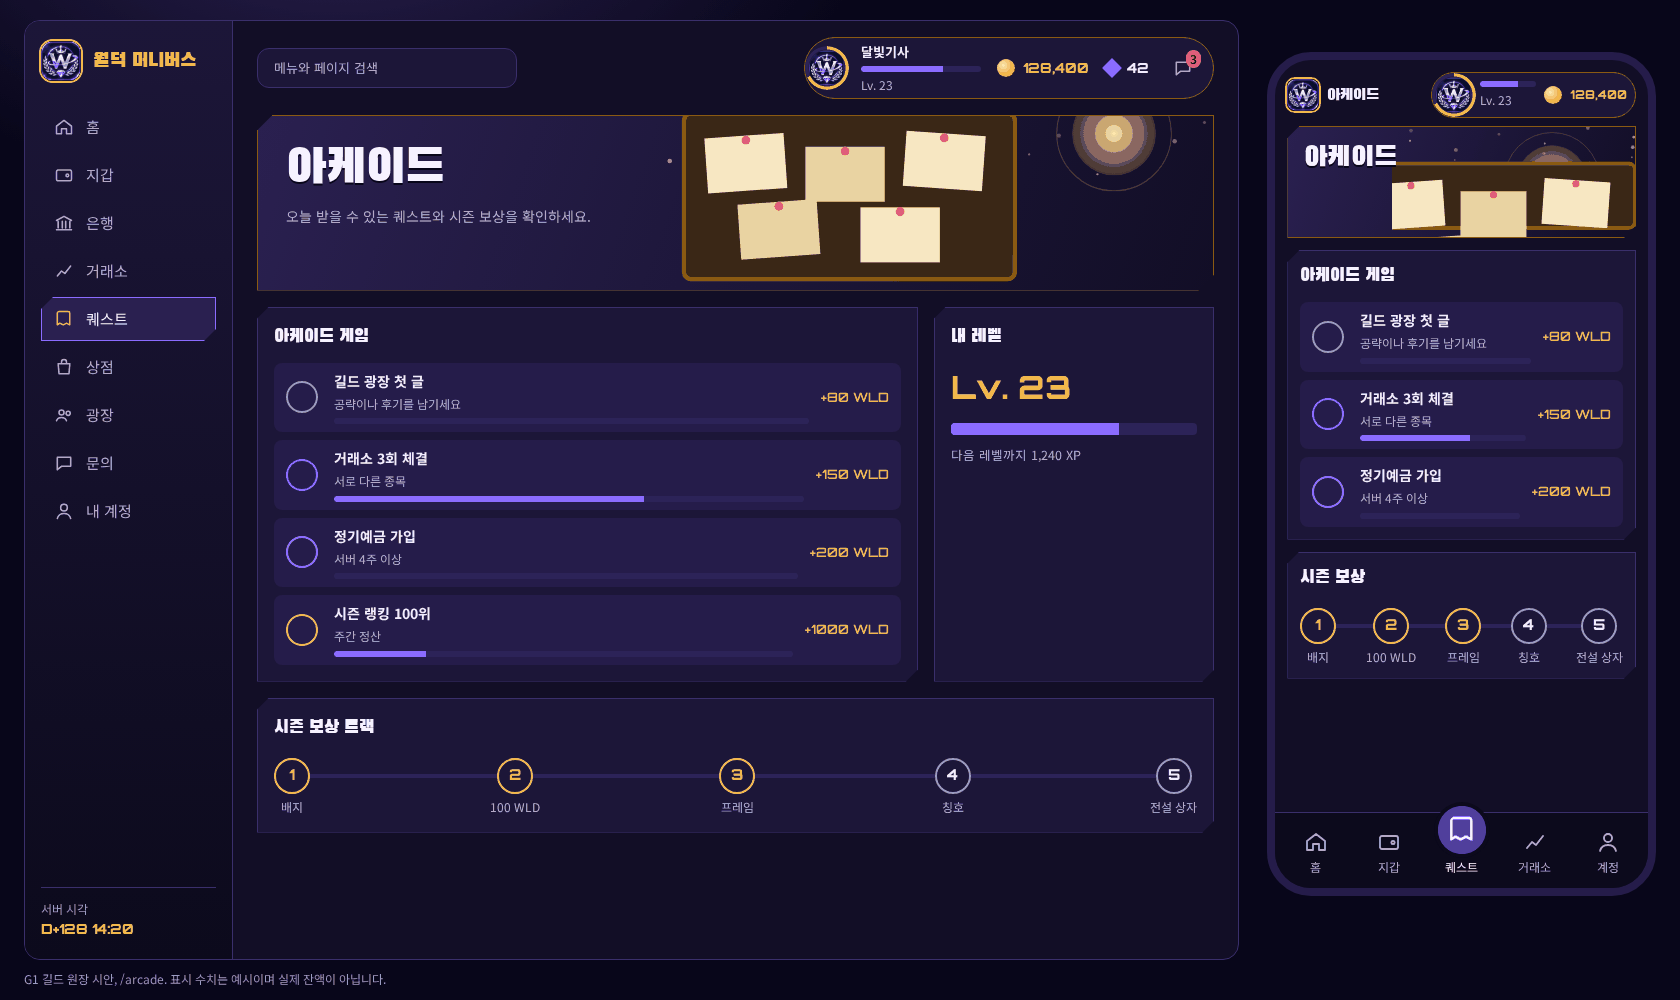 원덕 머니버스
홈
지갑
은행
거래소
퀘스트
상점
광장
문의
내 계정
서버 시각
D+128 14:20
메뉴와 페이지 검색
달빛기사
Lv. 23
128,400
42
3
아케이드
오늘 받을 수 있는 퀘스트와 시즌 보상을 확인하세요.
아케이드 게임
길드 광장 첫 글
공략이나 후기를 남기세요
+80 WLD
거래소 3회 체결
서로 다른 종목
+150 WLD
정기예금 가입
서버 4주 이상
+200 WLD
시즌 랭킹 100위
주간 정산
+1000 WLD
내 레벨
Lv. 23
다음 레벨까지 1,240 XP
시즌 보상 트랙
1
2
3
4
5
배지
100 WLD
프레임
칭호
전설 상자
아케이드
Lv. 23
128,400
아케이드
아케이드 게임
길드 광장 첫 글
공략이나 후기를 남기세요
+80 WLD
거래소 3회 체결
서로 다른 종목
+150 WLD
정기예금 가입
서버 4주 이상
+200 WLD
시즌 보상
1
2
3
4
5
배지
100 WLD
프레임
칭호
전설 상자
홈
지갑
퀘스트
거래소
계정
G1 길드 원장 시안, /arcade. 표시 수치는 예시이며 실제 잔액이 아닙니다.